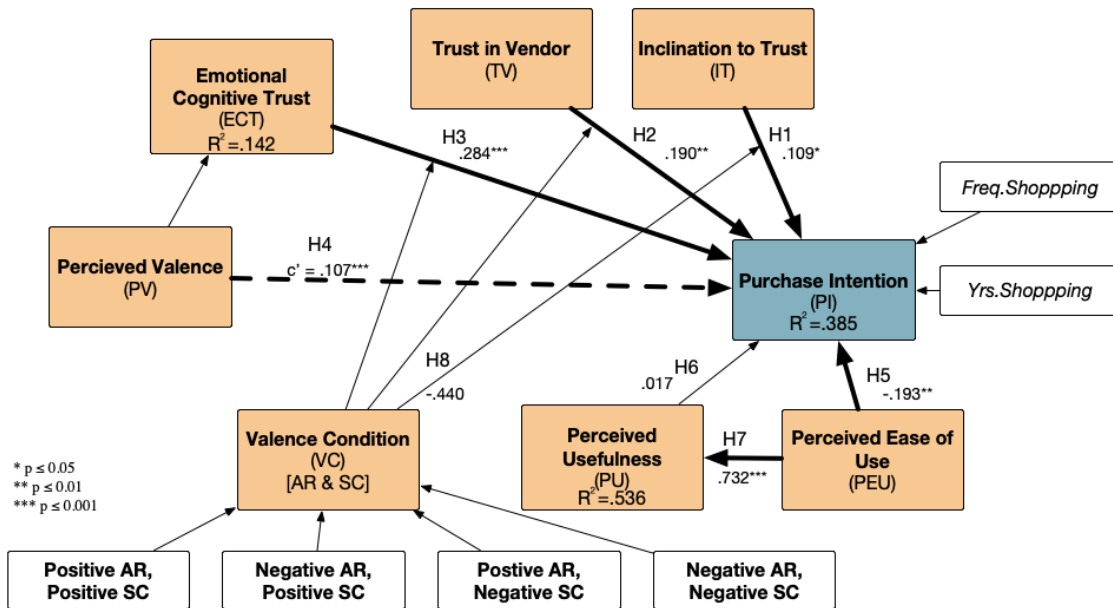 Trust in Vendor
(TV)
Inclination to Trust
(IT)
Emotional
Cognitive Trust
(ECT)
R²=.142
H3
.284***
H2
.190**
H1
.109*
Freq.Shoppping
Percieved Valence
(PV)
H4
c' = .107***
Purchase Intention
(PI)
R²=.385
Yrs.Shoppping
H8
-.440
H6
.017
H5
-.193**
Valence Condition
(VC)
[AR & SC]
Perceived
Usefulness
(PU)
R²=.536
H7
.732***
Perceived Ease of
Use
(PEU)
* p ≤ 0.05
** p ≤ 0.01
*** p ≤ 0.001
Positive AR,
Positive SC
Negative AR,
Positive SC
Postive AR,
Negative SC
Negative AR,
Negative SC